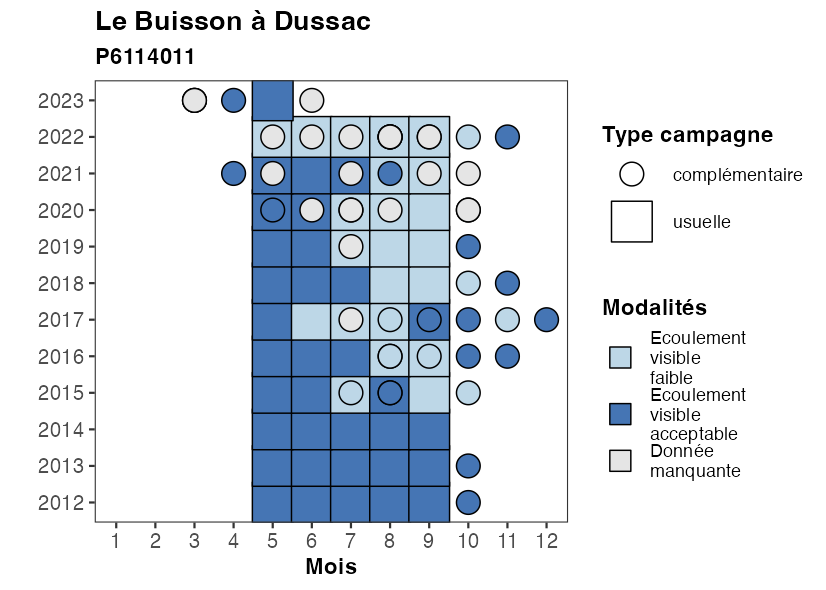 Le Buisson à Dussac
P6114011
2023
2022
2021
2020
2019
2018
2017
2016
2015
2014
2013
2012
1 2 3 4 5 6 7 8 9 10 11 12
Mois
Type campagne
complémentaire
usuelle
Modalités
Ecoulement
visible
faible
Ecoulement
visible
acceptable
Donnée
manquante